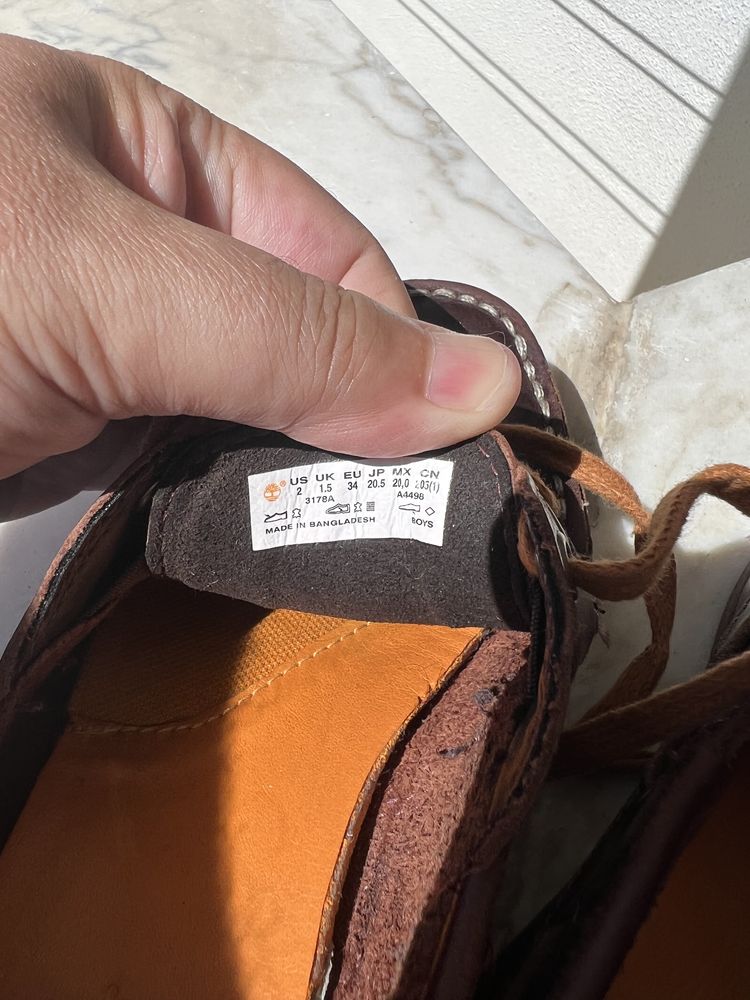 US UK EU JP MX CN
2 1.5 34 20.5 20,0 205(1)
3178A A4498
MADE IN BANGLADESH BOYS